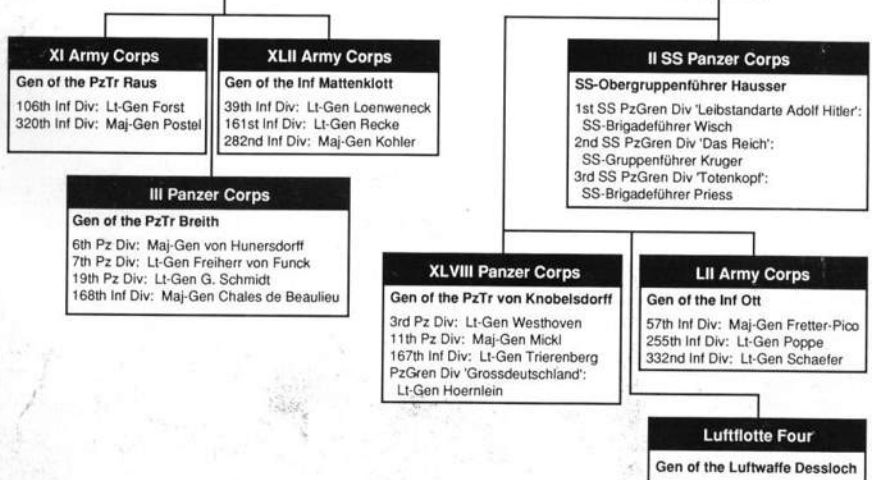 XI Army Corps
Gen of the PzTr Raus
106th Inf Div: Lt-Gen Forst
320th Inf Div: Maj-Gen Postel
XLII Army Corps
Gen of the Inf Mattenklott
39th Inf Div: Lt-Gen Loenweneck
161st Inf Div: Lt-Gen Recke
282nd Inf Div: Maj-Gen Kohler
II SS Panzer Corps
SS-Obergruppenführer Hausser
1st SS PzGren Div 'Leibstandarte Adolf Hitler':
SS-Brigadeführer Wisch
2nd SS PzGren Div 'Das Reich':
SS-Gruppenführer Kruger
3rd SS PzGren Div 'Totenkopf':
SS-Brigadeführer Priess
III Panzer Corps
Gen of the PzTr Breith
6th Pz Div: Maj-Gen von Hunersdorff
7th Pz Div: Lt-Gen Freiherr von Funck
19th Pz Div: Lt-Gen G. Schmidt
168th Inf Div: Maj-Gen Chales de Beaulieu
XLVIII Panzer Corps
Gen of the PzTr von Knobelsdorff
3rd Pz Div: Lt-Gen Westhoven
11th Pz Div: Maj-Gen Mickl
167th Inf Div: Lt-Gen Trierenberg
PzGren Div 'Grossdeutschland':
Lt-Gen Hoernlein
LII Army Corps
Gen of the Inf Ott
57th Inf Div: Maj-Gen Fretter-Pico
255th Inf Div: Lt-Gen Poppe
332nd Inf Div: Lt-Gen Schaefer
Luftflotte Four
Gen of the Luftwaffe Dessloch